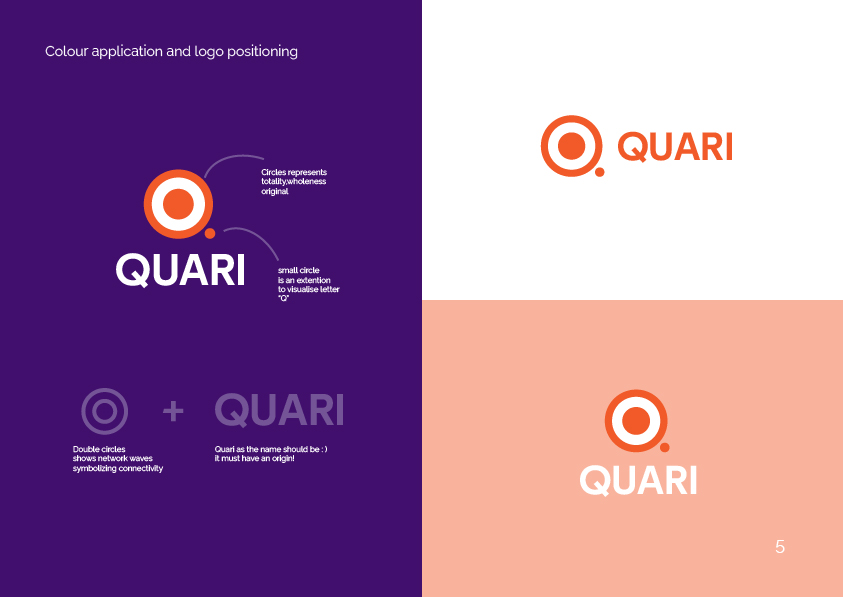 Colour application and logo positioning
Circles represents
totality,wholeness
original
QUARI
small circle
is an extention
to visualise letter
"Q"
+
QUARI
Double circles
shows network waves
symbolizing connectivity
Quari as the name should be : )
it must have an origin!
QUARI
QUARI
5